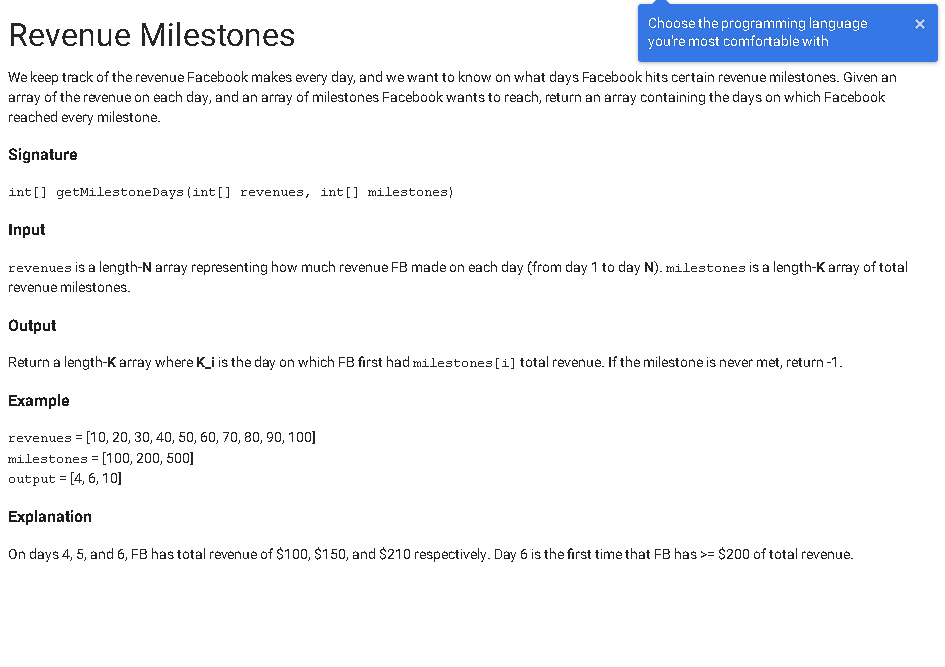 Revenue Milestones
Choose the programming language
you're most comfortable with
×
We keep track of the revenue Facebook makes every day, and we want to know on what days Facebook hits certain revenue milestones. Given an
array of the revenue on each day, and an array of milestones Facebook wants to reach, return an array containing the days on which Facebook
reached every milestone.
Signature
int[] getMilestoneDays(int[] revenues, int[] milestones)
Input
revenues is a length-N array representing how much revenue FB made on each day (from day 1 to day N). milestones is a length-K array of total
revenue milestones.
Output
Return a length-K array where K_i is the day on which FB first had milestones[i] total revenue. If the milestone is never met, return -1.
Example
revenues = [10, 20, 30, 40, 50, 60, 70, 80, 90, 100]
milestones = [100, 200, 500]
output = [4, 6, 10]
Explanation
On days 4, 5, and 6, FB has total revenue of $100, $150, and $210 respectively. Day 6 is the first time that FB has >= $200 of total revenue.